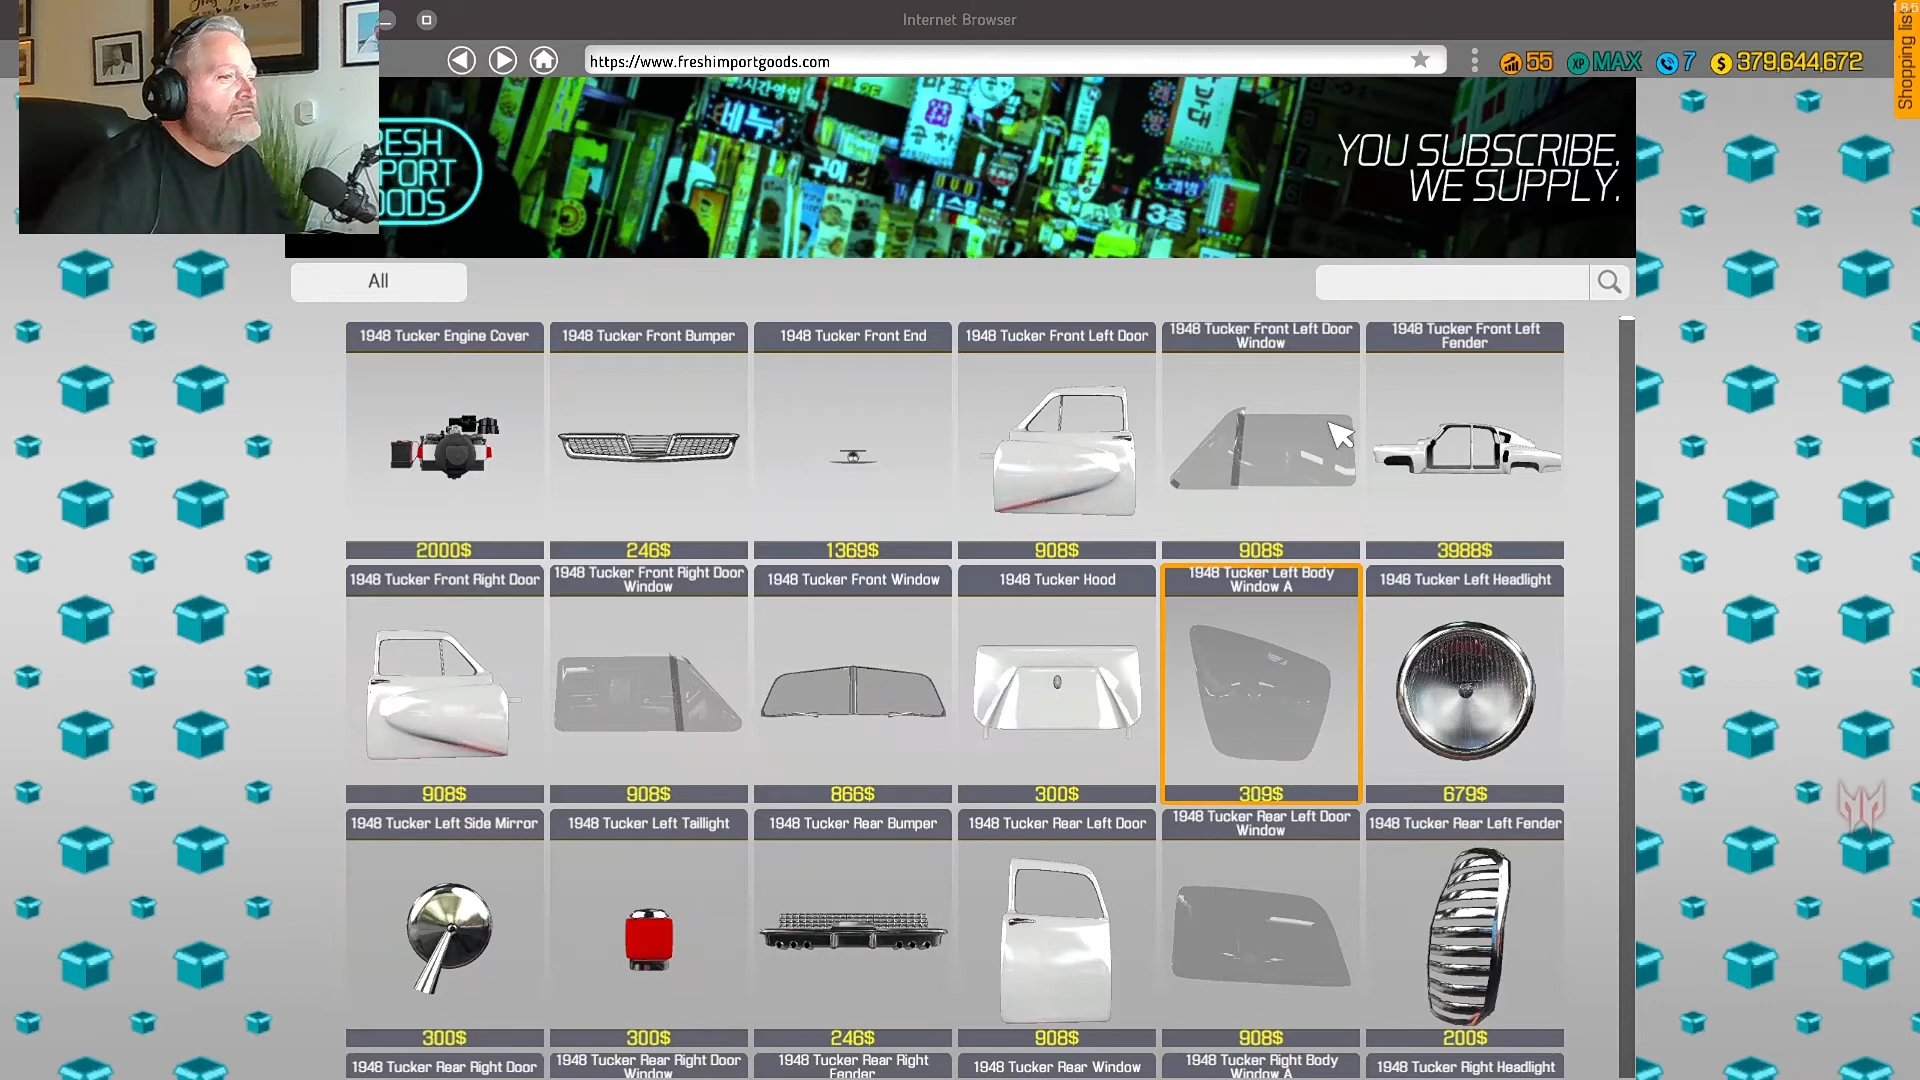 Internet Browser
1.8.5
https://www.freshimportgoods.com
55
XP MAX
7
$ 379,644,672
Shopping list
YOU SUBSCRIBE.
WE SUPPLY.
All
1948 Tucker Engine Cover
2000$
1948 Tucker Front Bumper
246$
1948 Tucker Front End
1369$
1948 Tucker Front Left Door
908$
1948 Tucker Front Left Door
Window
908$
1948 Tucker Front Left
Fender
3988$
1948 Tucker Front Right Door
908$
1948 Tucker Front Right Door
Window
908$
1948 Tucker Front Window
866$
1948 Tucker Hood
300$
1948 Tucker Left Body
Window A
309$
1948 Tucker Left Headlight
679$
1948 Tucker Left Side Mirror
300$
1948 Tucker Left Taillight
300$
1948 Tucker Rear Bumper
246$
1948 Tucker Rear Left Door
908$
1948 Tucker Rear Left Door
Window
908$
1948 Tucker Rear Left Fender
200$
1948 Tucker Rear Right Door
1948 Tucker Rear Right Door
Window
1948 Tucker Rear Right
Fender
1948 Tucker Rear Window
1948 Tucker Right Body
Window A
1948 Tucker Right Headlight